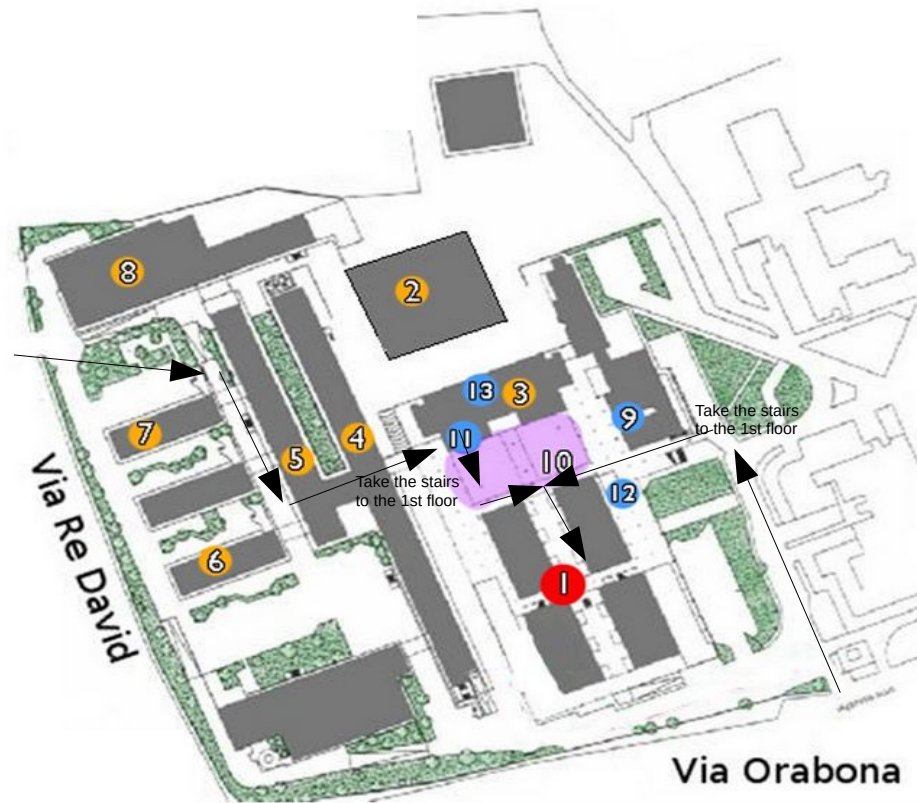 8
2
13
3
Take the stairs
to the 1st floor
9
7
4
11
5
10
Take the stairs
to the 1st floor
12
6
1
Via Re David
Via Orabona